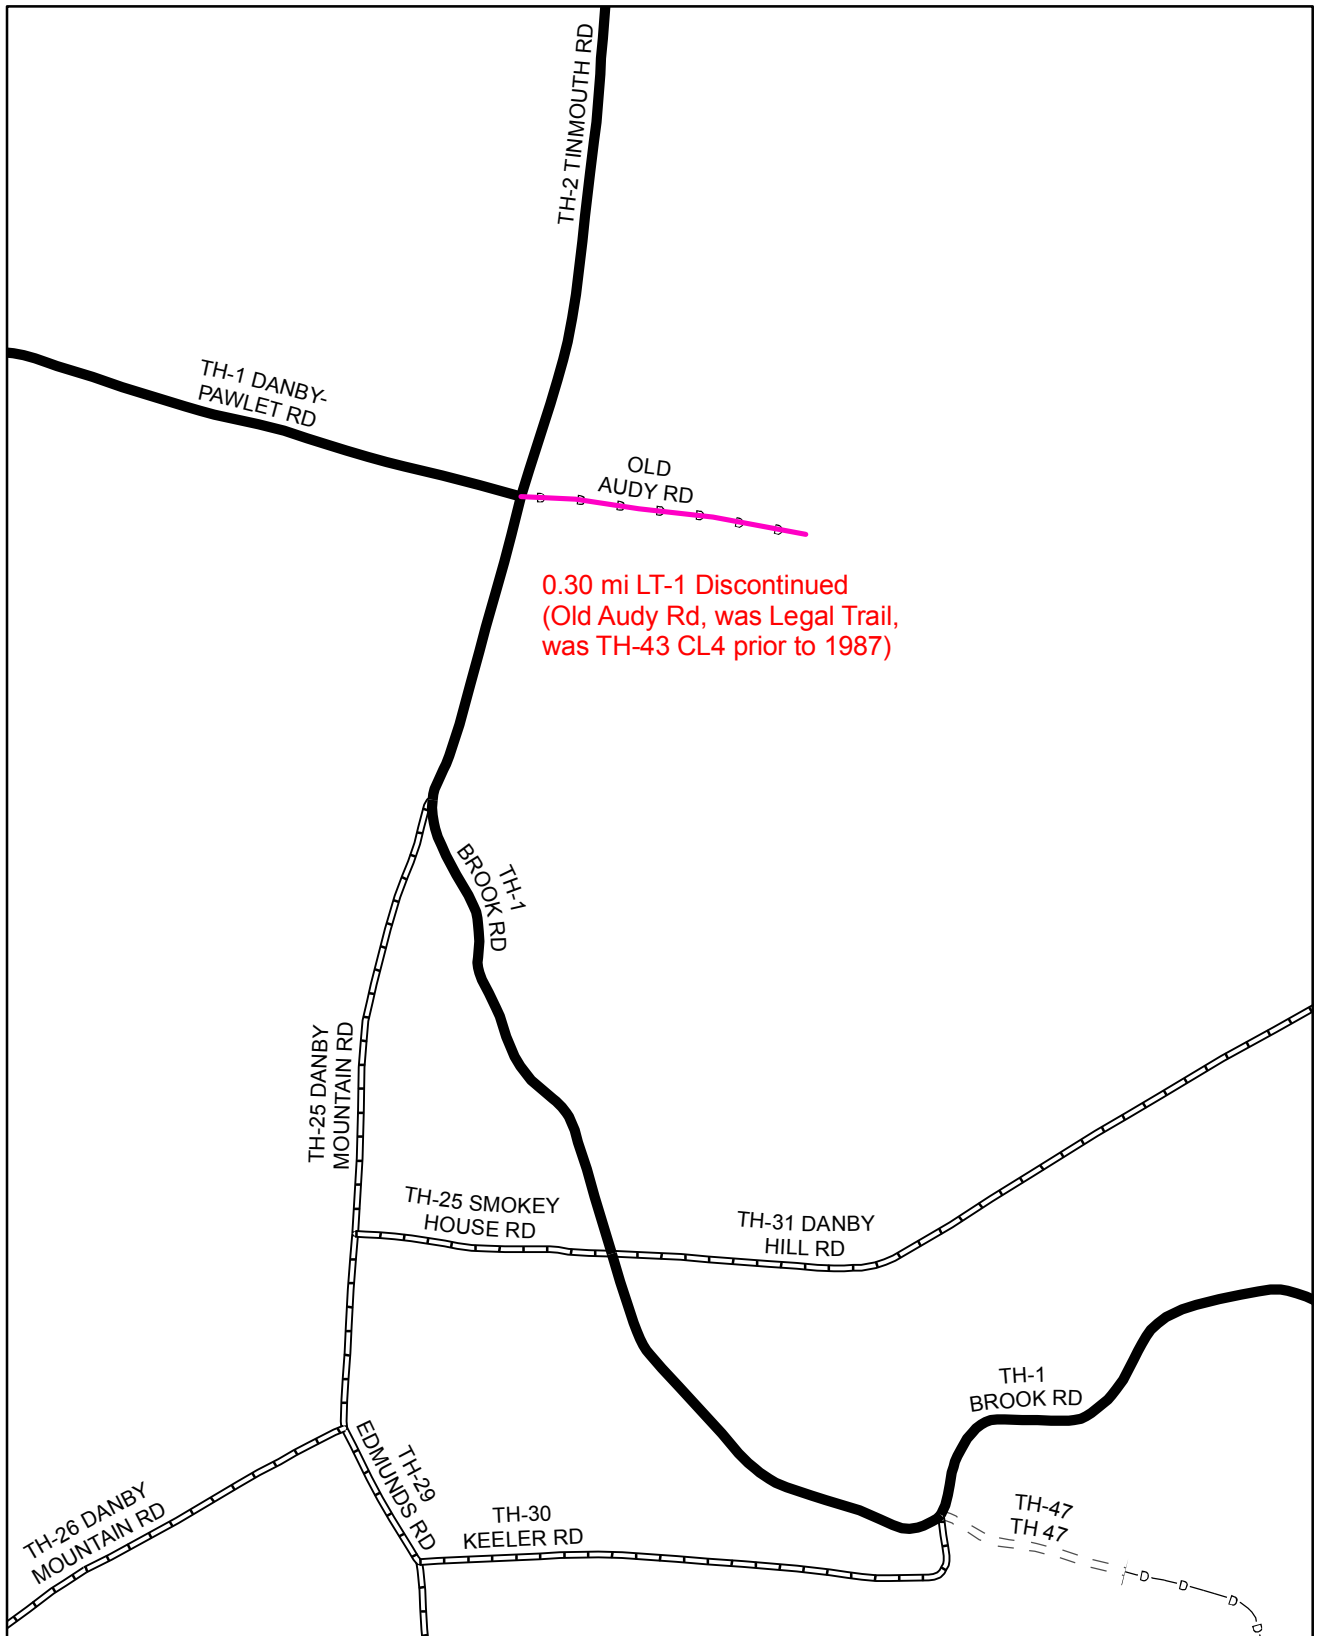 TH-2 TINMOUTH RD
TH-1 DANBY-
PAWLET RD
OLD
AUDY RD
D D D D D D D
0.30 mi LT-1 Discontinued
(Old Audy Rd, was Legal Trail,
was TH-43 CL4 prior to 1987)
TH-1
BROOK RD
TH-25 DANBY
MOUNTAIN RD
TH-25 SMOKEY
HOUSE RD
TH-31 DANBY
HILL RD
TH-1
BROOK RD
TH-29
EDMUNDS RD
TH-26 DANBY
MOUNTAIN RD
TH-30
KEELER RD
TH-47
TH 47
D D D D